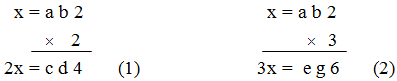 x = a b 2 x = a b 2
× 2 × 3
2x = c d 4 (1) 3x = e g 6 (2)